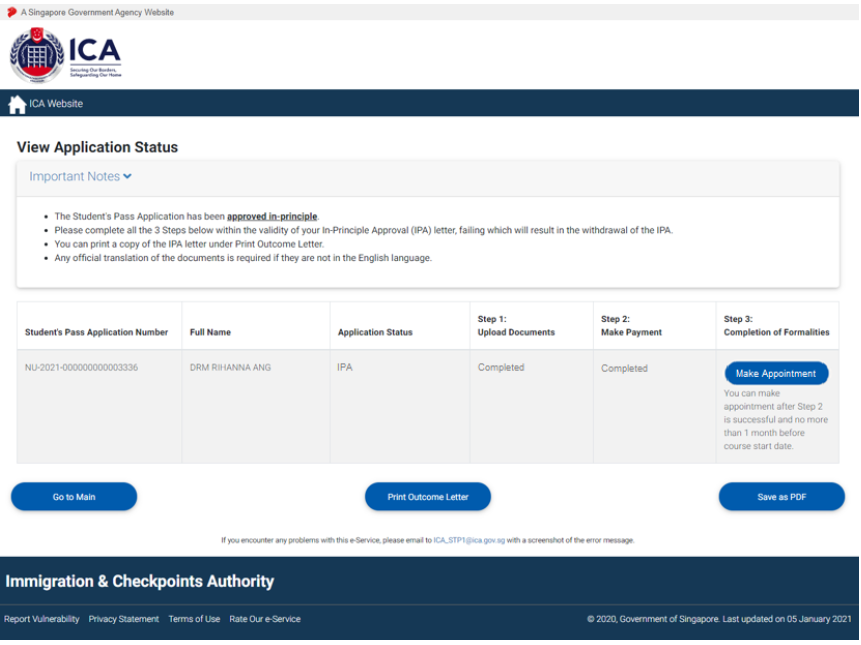 A Singapore Government Agency Website
ICA
Securing Our Borders,
Safeguarding Our Home
ICA Website
View Application Status
Important Notes
The Student's Pass Application has been approved in-principle.
Please complete all the 3 Steps below within the validity of your In-Principle Approval (IPA) letter, failing which will result in the withdrawal of the IPA.
You can print a copy of the IPA letter under Print Outcome Letter.
Any official translation of the documents is required if they are not in the English language.
Student's Pass Application Number
Full Name
Application Status
Step 1:
Upload Documents
Step 2:
Make Payment
Step 3:
Completion of Formalities
NU-2021-000000000003336
DRM RIHANNA ANG
IPA
Completed
Completed
Make Appointment
You can make
appointment after Step 2
is successful and no more
than 1 month before
course start date.
Go to Main
Print Outcome Letter
Save as PDF
If you encounter any problems with this e-Service, please email to ICA_STP1@ica.gov.sg with a screenshot of the error message.
Immigration & Checkpoints Authority
Report Vulnerability Privacy Statement Terms of Use Rate Our e-Service
© 2020, Government of Singapore. Last updated on 05 January 2021